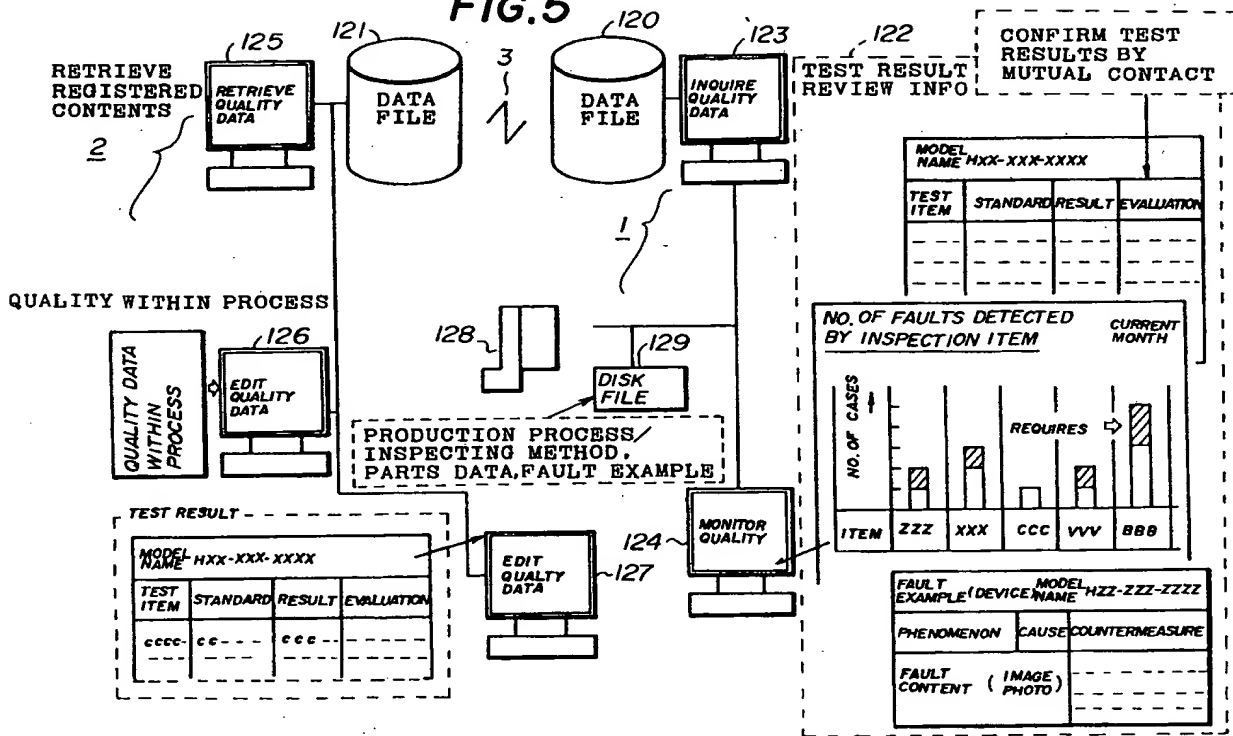 FIG.5
125
121
120
123
122
3
RETRIEVE
REGISTERED
CONTENTS
2
RETRIEVE
QUALITY
DATA
DATA
FILE
DATA
FILE
INQUIRE
QUALITY
DATA
TEST RESULT
REVIEW INFO
CONFIRM TEST
RESULTS BY
MUTUAL CONTACT
1
MODEL
NAME HXX-XXX-XXXX
TEST
ITEM
STANDARD
RESULT
EVALUATION
QUALITY WITHIN PROCESS
126
QUALITY DATA
WITHIN
PROCESS
EDIT
QUALITY
DATA
128
129
DISK
FILE
PRODUCTION PROCESS/
INSPECTING METHOD.
PARTS DATA, FAULT EXAMPLE
NO. OF FAULTS DETECTED
BY INSPECTION ITEM
CURRENT
MONTH
NO. OF CASES
REQUIRES
ITEM
ZZZ
XXX
CCC
VVV
BBB
TEST RESULT
MODEL
NAME HXX-XXX-XXXX
TEST
ITEM
STANDARD
RESULT
EVALUATION
cccc-
cc---
ccc--
EDIT
QUALTY
DATA
127
124
MONITOR
QUALITY
FAULT
EXAMPLE (DEVICE) MODEL
NAME HZZ-ZZZ-ZZZZ
PHENOMENON
CAUSE
COUNTERMEASURE
FAULT
CONTENT
(IMAGE
PHOTO)